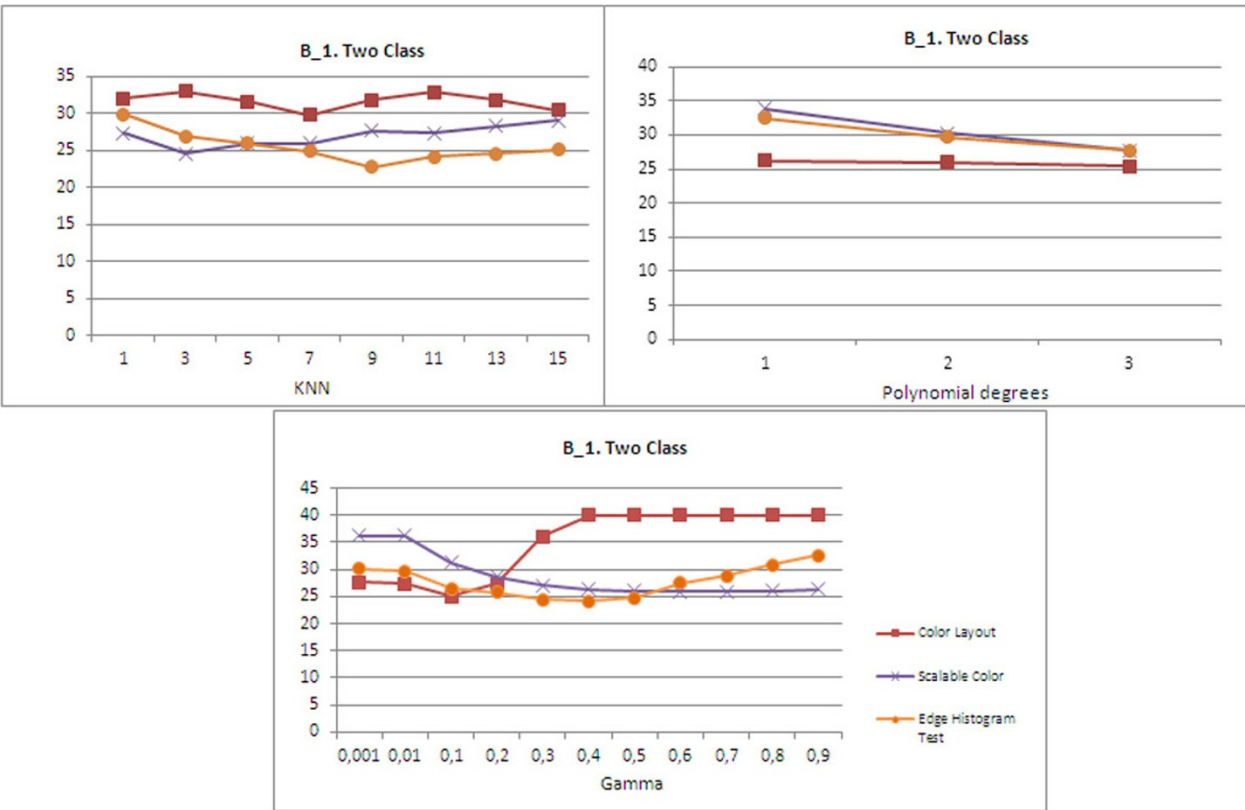 B_1. Two Class
35
30
25
20
15
10
5
0
1 3 5 7 9 11 13 15
KNN
B_1. Two Class
40
35
30
25
20
15
10
5
0
1 2 3
Polynomial degrees
B_1. Two Class
45
40
35
30
25
20
15
10
5
0
0,001 0,01 0,1 0,2 0,3 0,4 0,5 0,6 0,7 0,8 0,9
Gamma
Color Layout
Scalable Color
Edge Histogram
Test